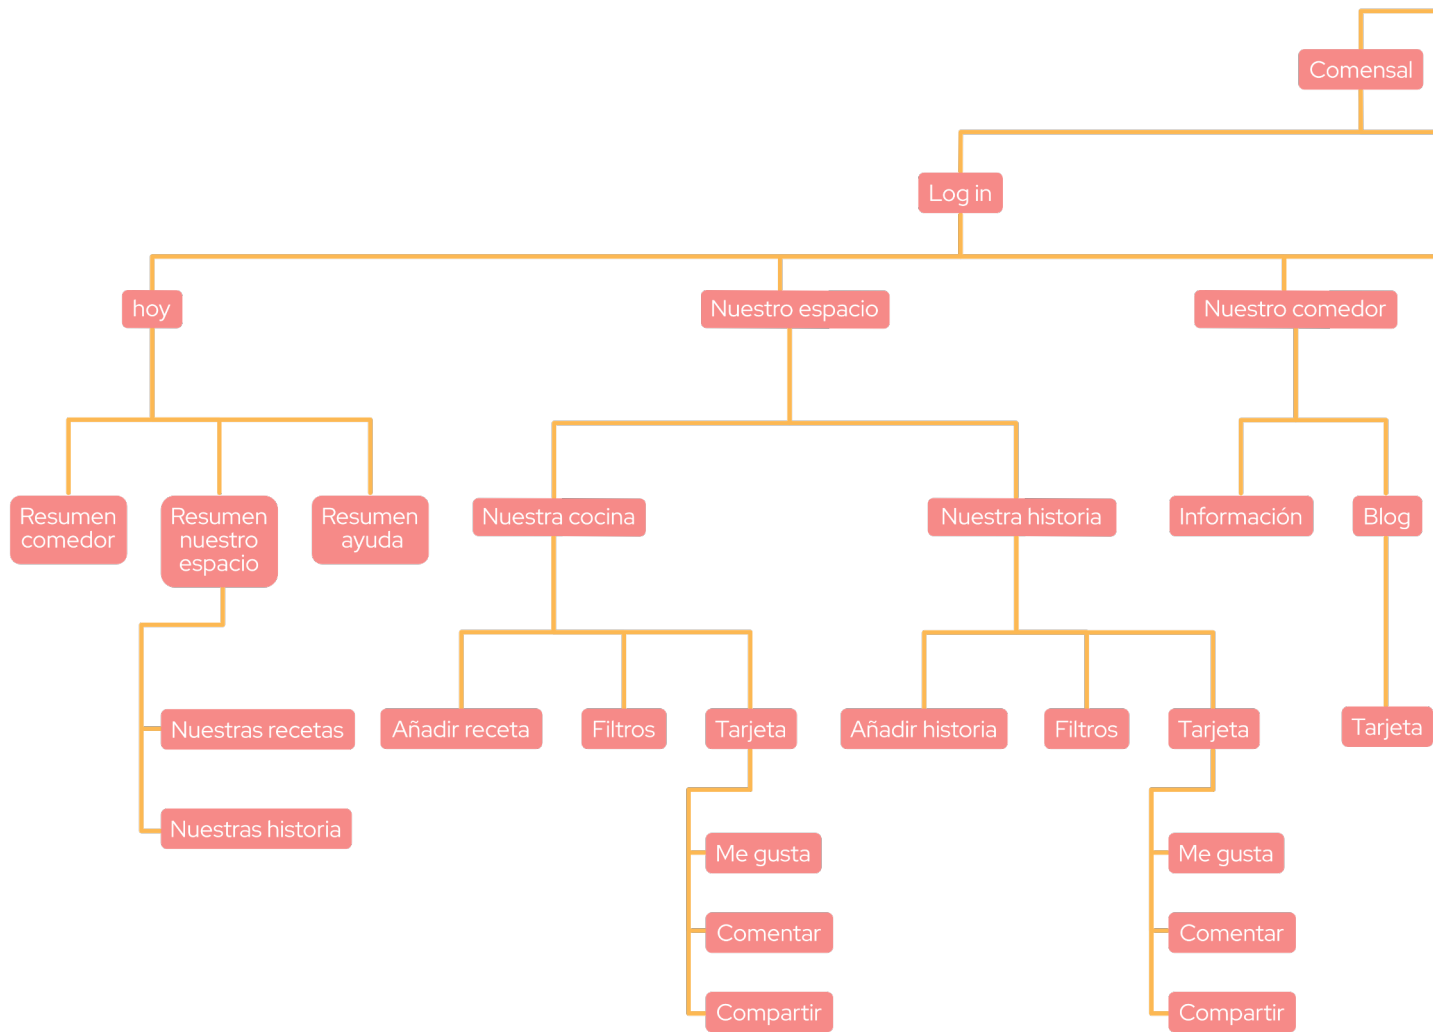 Comensal
Log in
hoy
Nuestro espacio
Nuestro comedor
Resumen
comedor
Resumen
nuestro
espacio
Resumen
ayuda
Nuestra cocina
Nuestra historia
Información
Blog
Nuestras recetas
Añadir receta
Filtros
Tarjeta
Añadir historia
Filtros
Tarjeta
Tarjeta
Nuestras historia
Me gusta
Me gusta
Comentar
Comentar
Compartir
Compartir